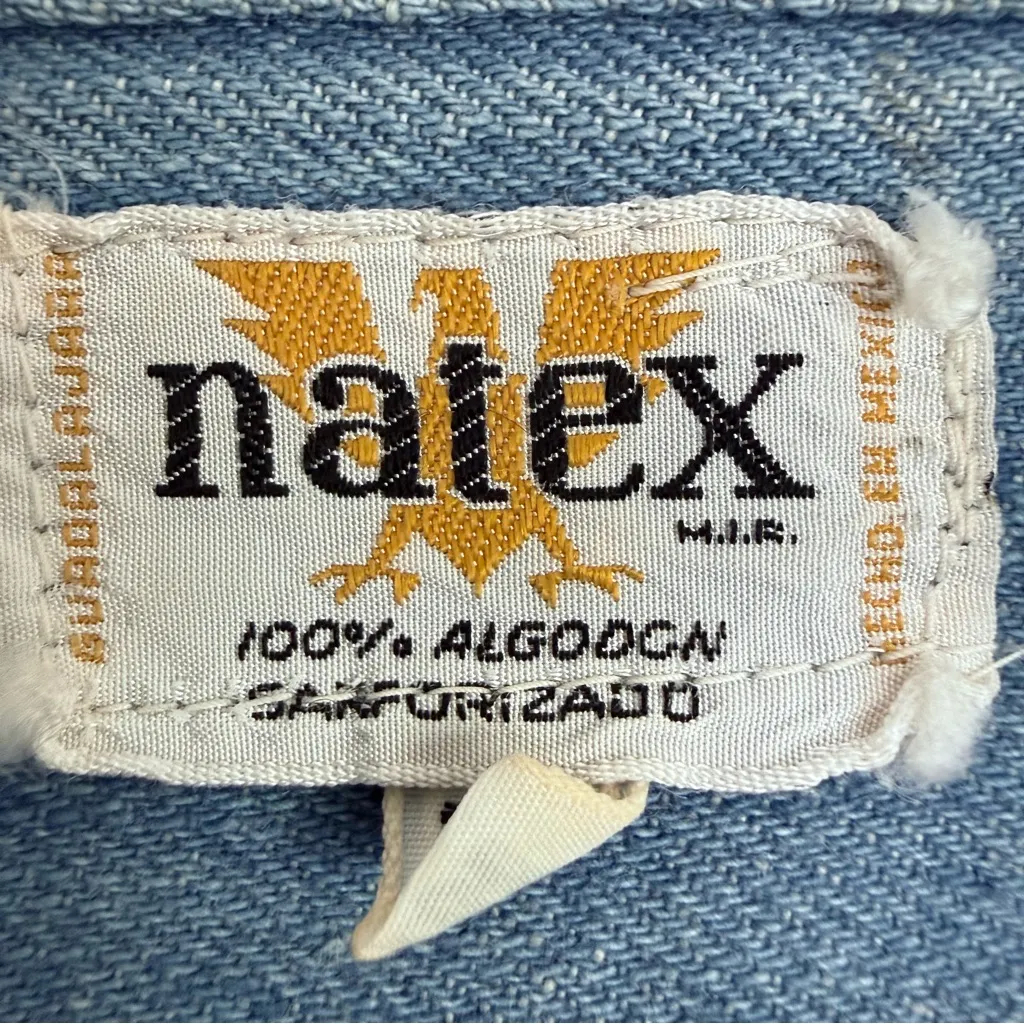 GUADALAJARA
natex
M.I.R.
100% ALGODON
SANFORIZADO
HECHO EN MEXICO